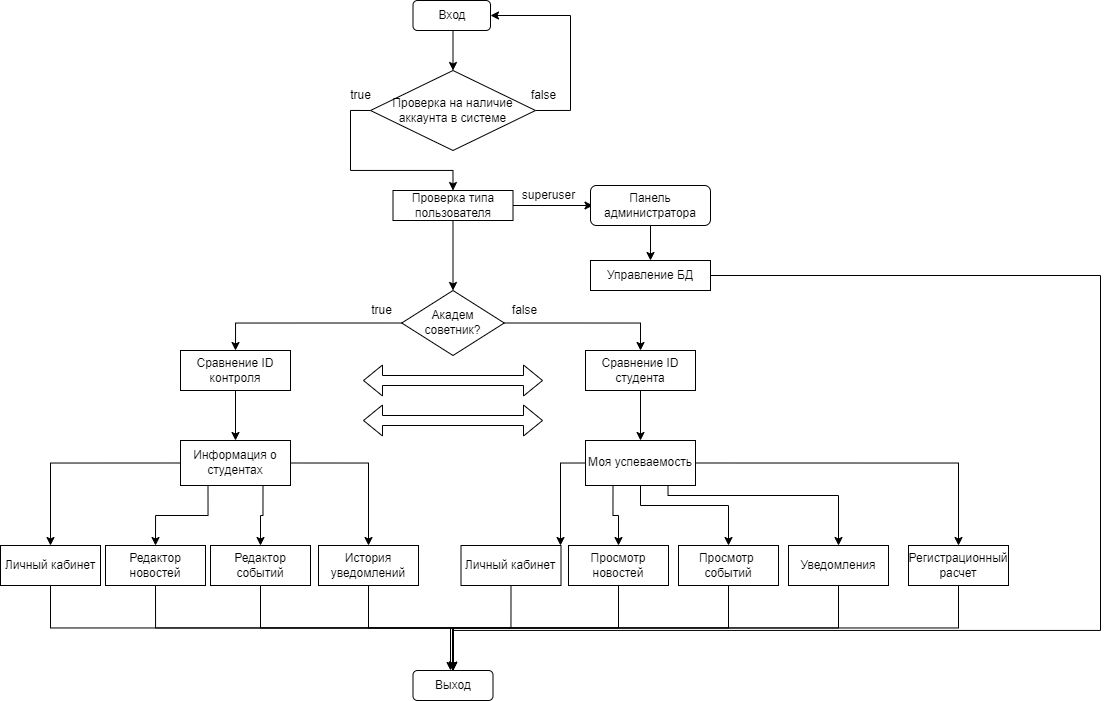 Вход
true
false
Проверка на наличие
аккаунта в системе
Проверка типа
пользователя
superuser
Панель
администратора
Управление БД
true
false
Академ
советник?
Сравнение ID
контроля
Сравнение ID
студента
Информация о
студентах
Моя успеваемость
Личный кабинет
Редактор
новостей
Редактор
событий
История
уведомлений
Личный кабинет
Просмотр
новостей
Просмотр
событий
Уведомления
Регистрационный
расчет
Выход